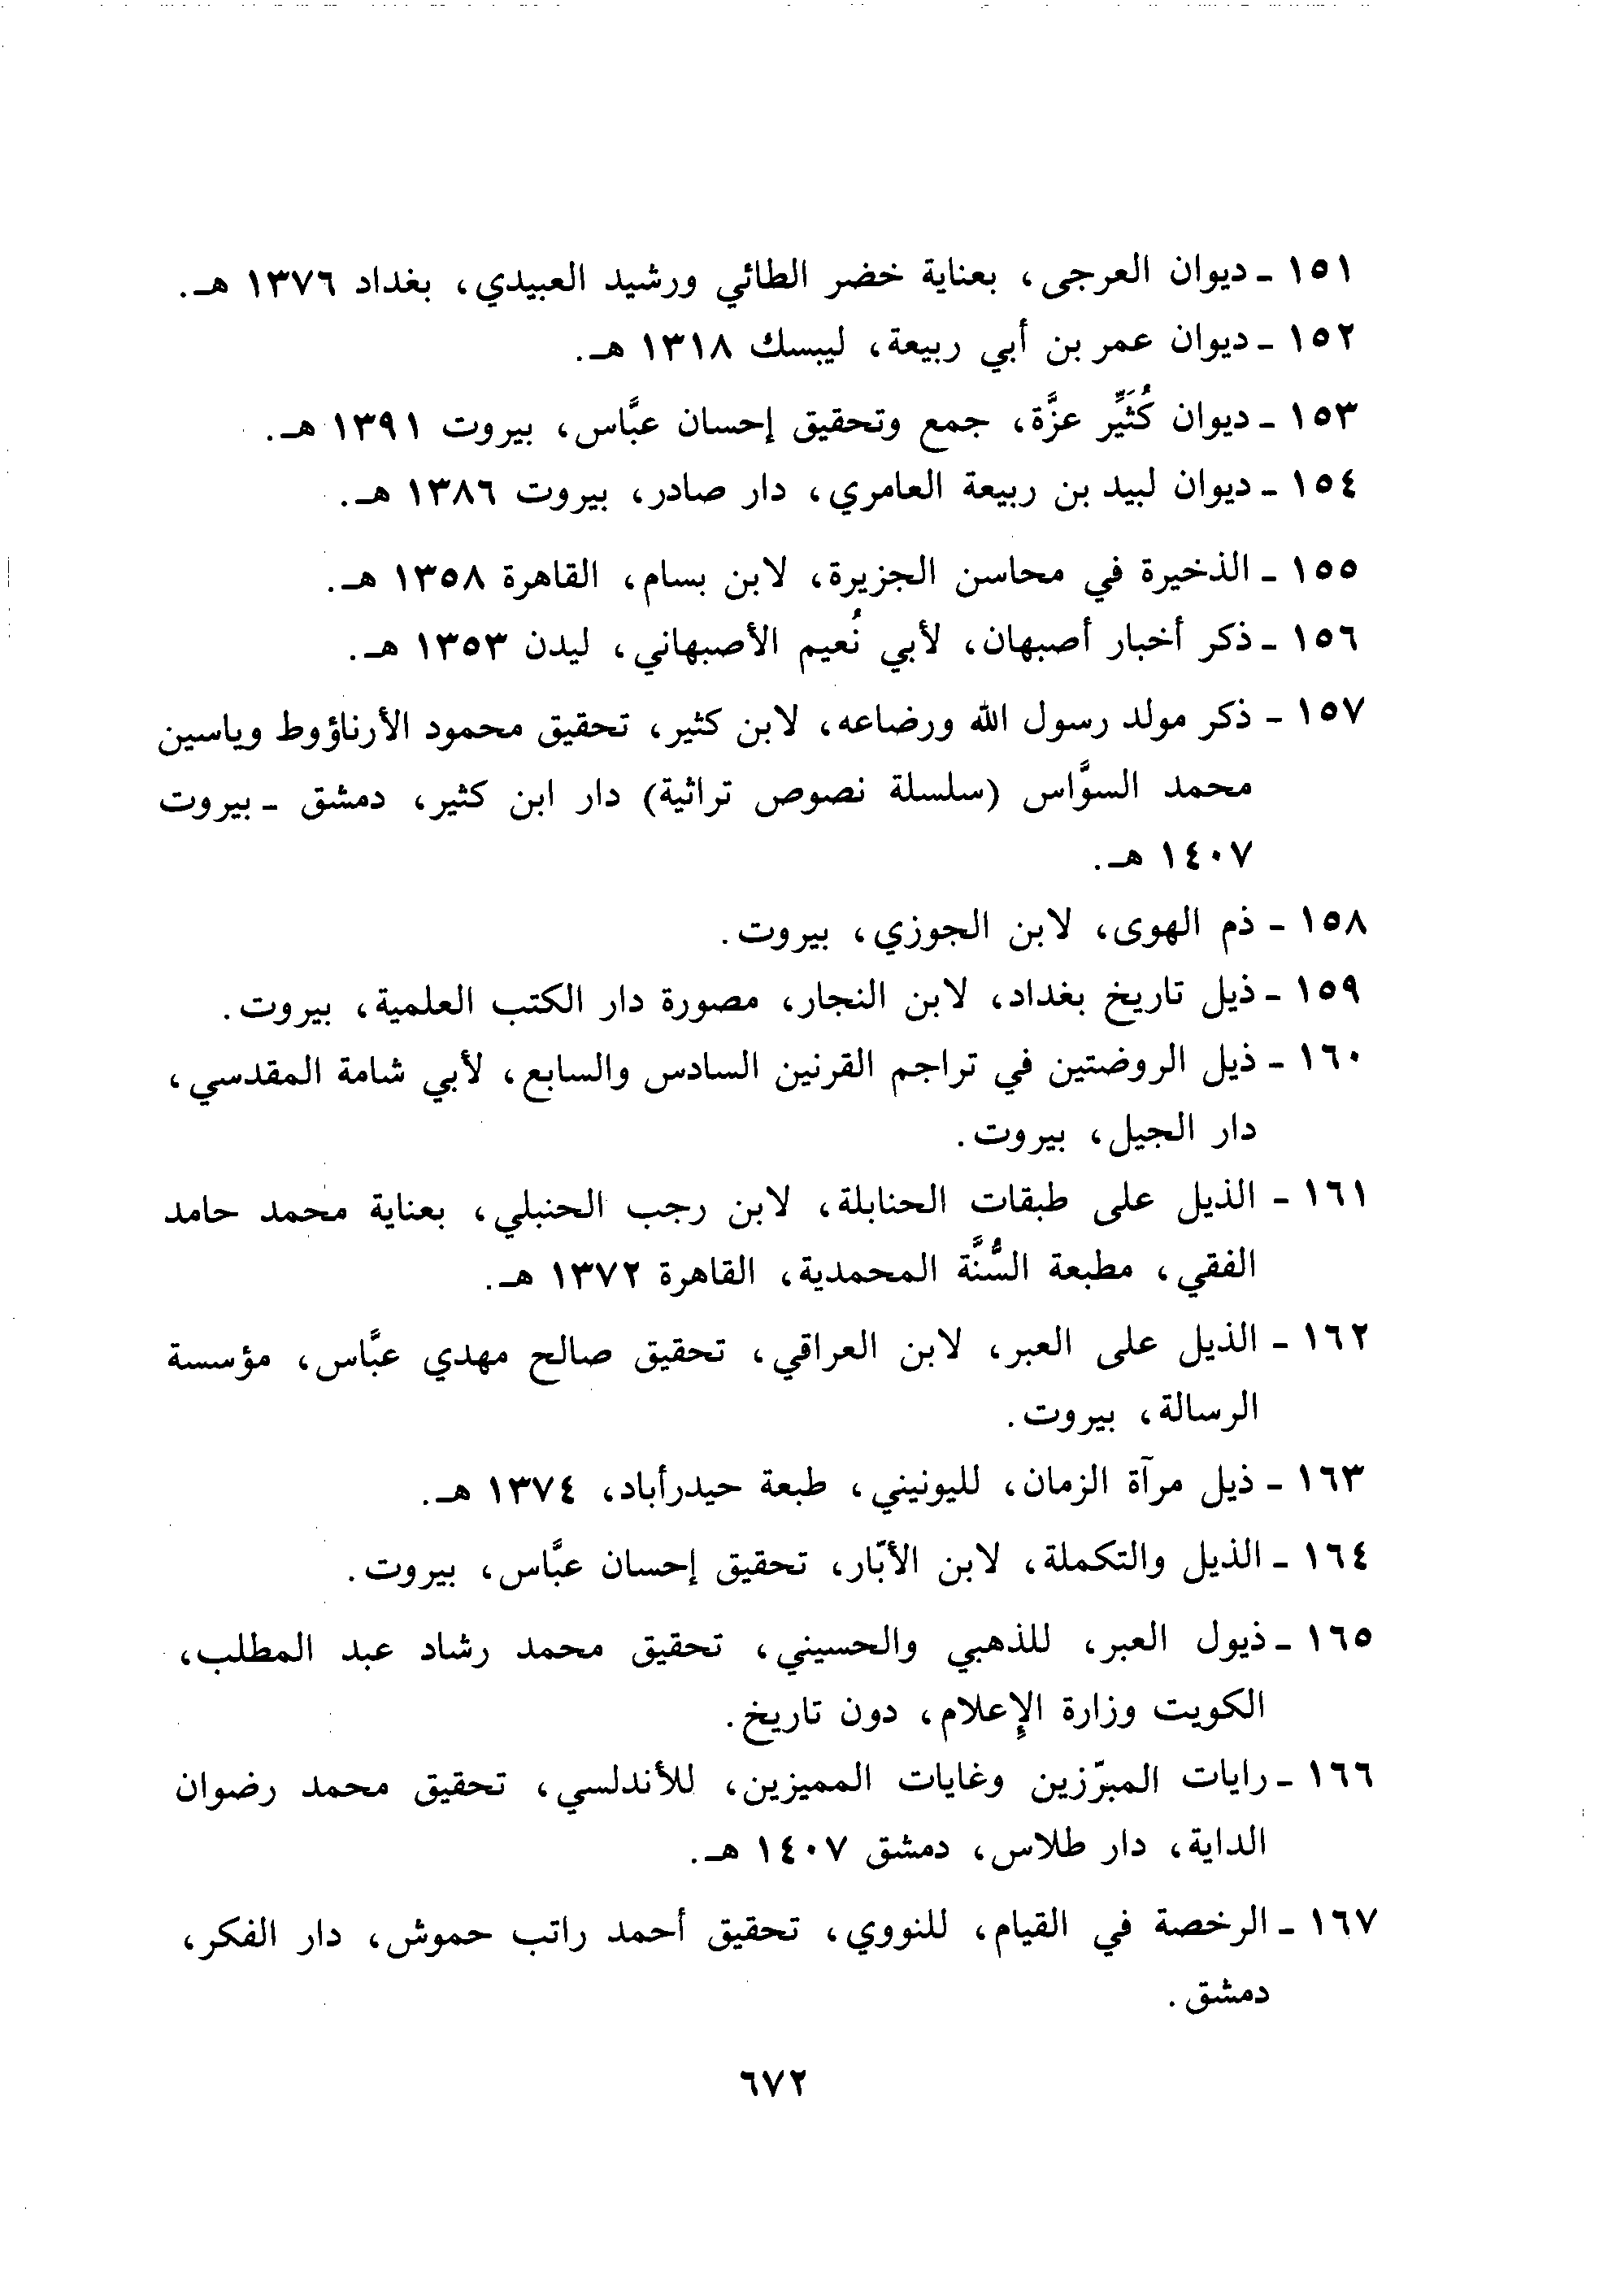 ١٥١ - ديوان العرجى، بعناية خضر الطائي ورشيد العبيدي، بغداد ١٣٧٦ هـ.
١٥٢ - ديوان عمر بن أبي ربيعة، ليبسك ١٣١٨ هـ.
١٥٣ - ديوان كُثَيِّر عزَّة، جمع وتحقيق إحسان عبَّاس، بيروت ١٣٩١ هـ.
١٥٤ - ديوان لبيد بن ربيعة العامري، دار صادر، بيروت ١٣٨٦ هـ.
١٥٥ - الذخيرة في محاسن الجزيرة، لابن بسام، القاهرة ١٣٥٨ هـ.
١٥٦ - ذكر أخبار أصبهان، لأبي نُعيم الأصبهاني، ليدن ١٣٥٣ هـ.
١٥٧ - ذكر مولد رسول الله ورضاعه، لابن كثير، تحقيق محمود الأرناؤوط وياسين
محمد السوَّاس (سلسلة نصوص تراثية) دار ابن كثير، دمشق - بيروت
١٤٠٧ هـ.
١٥٨ - ذم الهوى، لابن الجوزي، بيروت.
١٥٩ - ذيل تاريخ بغداد، لابن النجار، مصورة دار الكتب العلمية، بيروت.
١٦٠ - ذيل الروضتين في تراجم القرنين السادس والسابع، لأبي شامة المقدسي،
دار الجيل، بيروت.
١٦١ - الذيل على طبقات الحنابلة، لابن رجب الحنبلي، بعناية محمد حامد
الفقي، مطبعة السُّنَّة المحمدية، القاهرة ١٣٧٢ هـ.
١٦٢ - الذيل على العبر، لابن العراقي، تحقيق صالح مهدي عبَّاس، مؤسسة
الرسالة، بيروت.
١٦٣ - ذيل مرآة الزمان، لليونيني، طبعة حيدرأباد، ١٣٧٤ هـ.
١٦٤ - الذيل والتكملة، لابن الأبّار، تحقيق إحسان عبَّاس، بيروت.
١٦٥ - ذيول العبر، للذهبي والحسيني، تحقيق محمد رشاد عبد المطلب،
الكويت وزارة الإعلام، دون تاريخ.
١٦٦ - رايات المبرّزين وغايات المميزين، للأندلسي، تحقيق محمد رضوان
الداية، دار طلاس، دمشق ١٤٠٧ هـ.
١٦٧ - الرخصة في القيام، للنووي، تحقيق أحمد راتب حموش، دار الفكر،
دمشق.
٦٧٢